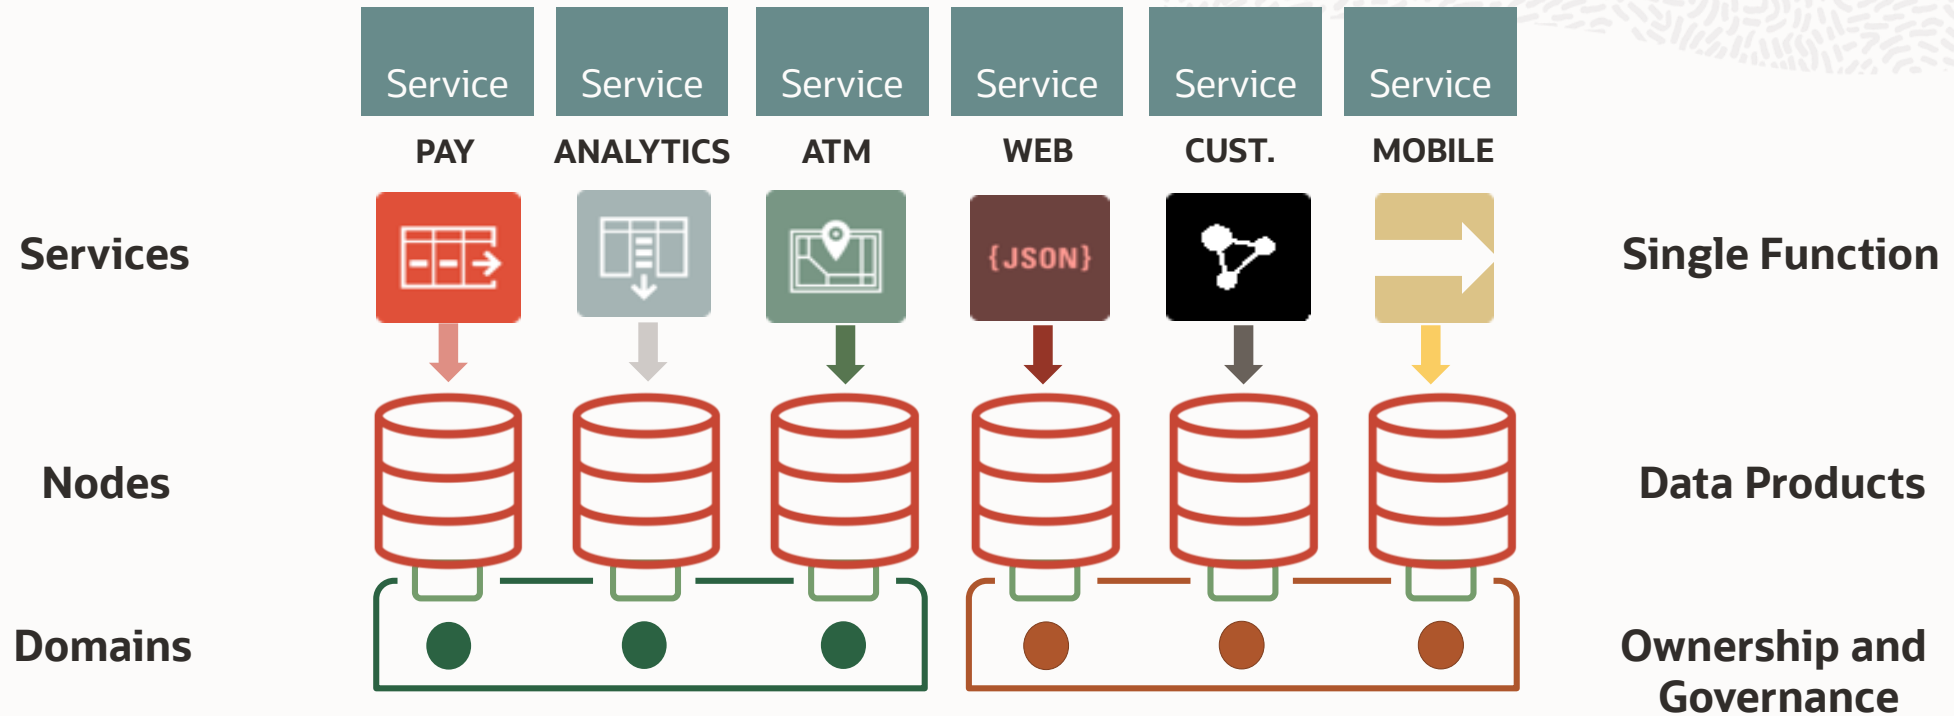 Service Service Service Service Service Service
PAY ANALYTICS ATM WEB CUST. MOBILE
Services {JSON} Single Function
Nodes Data Products
Domains Ownership and
Governance